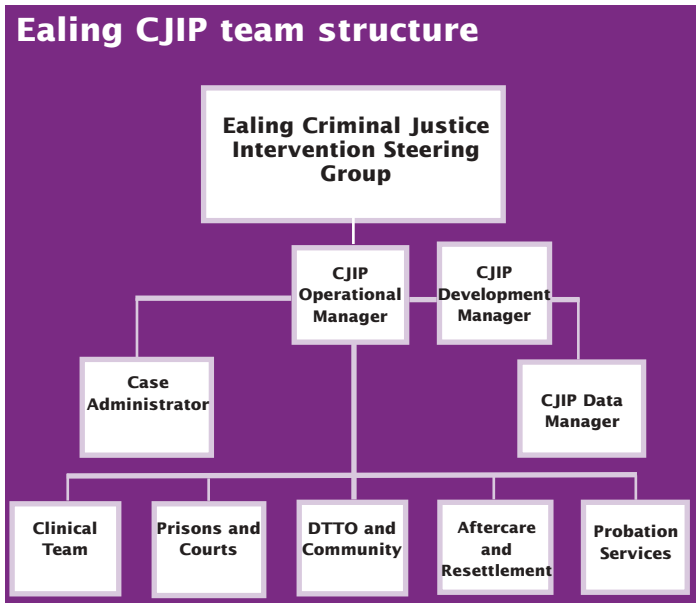 Ealing CJIP team structure
Ealing Criminal Justice
Intervention Steering
Group
CJIP
Operational
Manager
CJIP
Development
Manager
Case
Administrator
CJIP Data
Manager
Clinical
Team
Prisons and
Courts
DTTO and
Community
Aftercare
and
Resettlement
Probation
Services